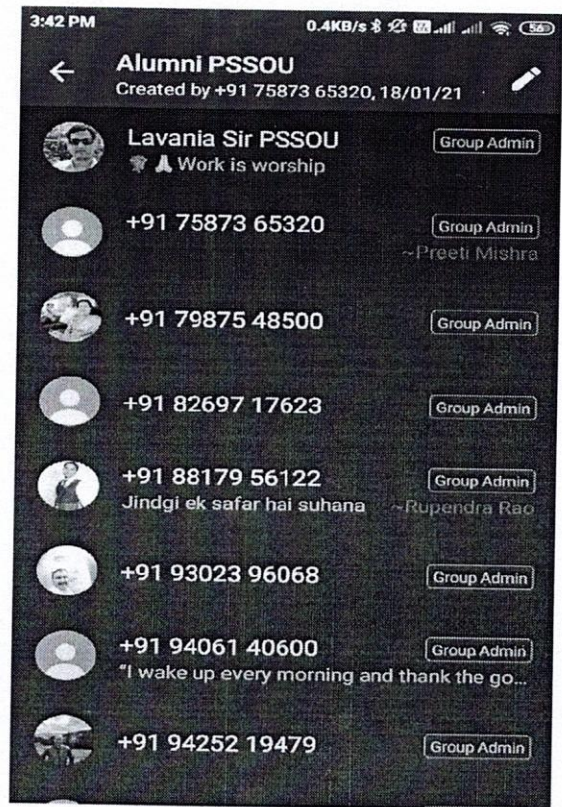 3:42 PM 0.4KB/s 56
Alumni PSSOU
Created by +91 75873 65320, 18/01/21
Lavania Sir PSSOU Group Admin
Work is worship
+91 75873 65320 Group Admin
~Preeti Mishra
+91 79875 48500 Group Admin
+91 82697 17623 Group Admin
+91 88179 56122 Group Admin
Jindgi ek safar hai suhana ~Rupendra Rao
+91 93023 96068 Group Admin
+91 94061 40600 Group Admin
"I wake up every morning and thank the go...
+91 94252 19479 Group Admin